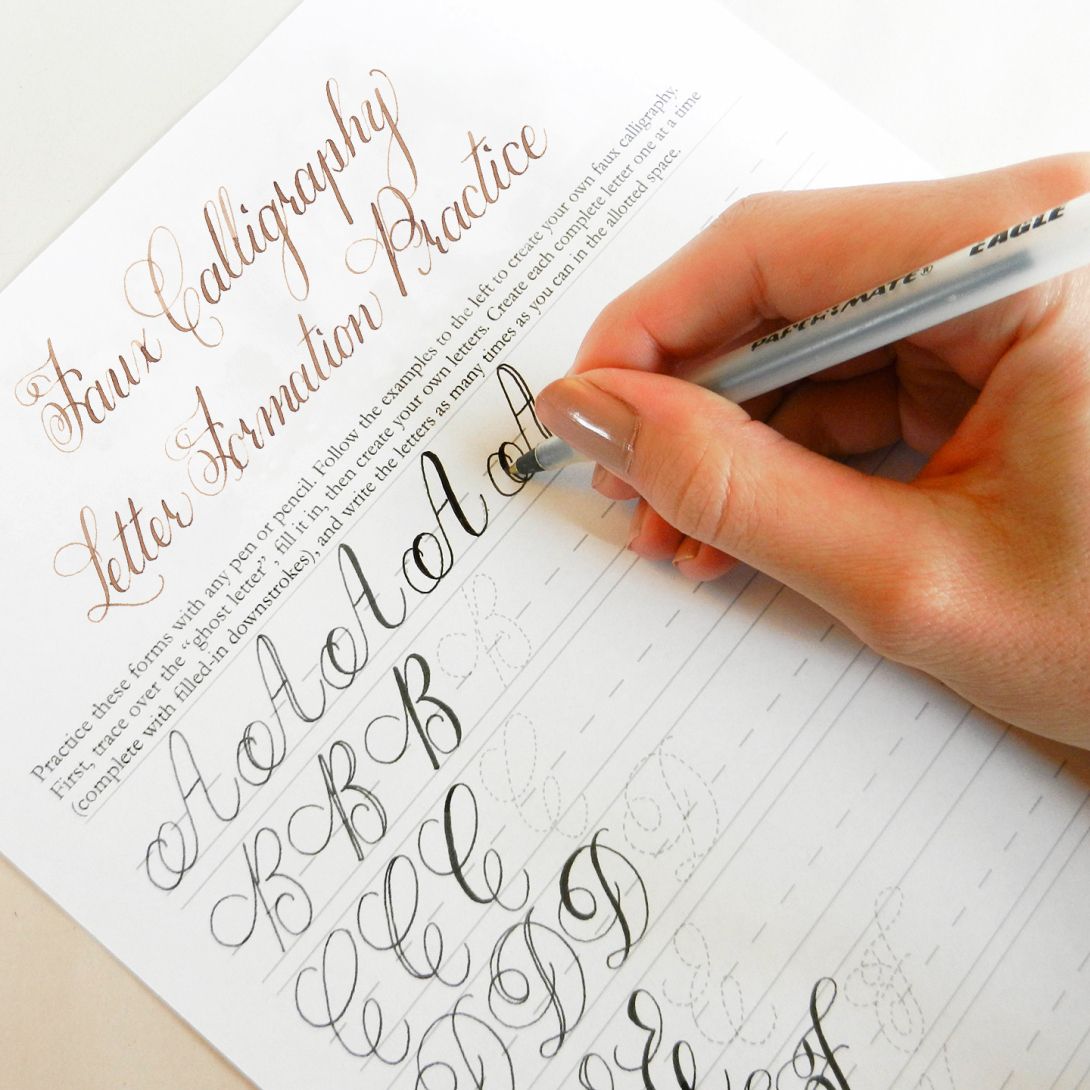 Faux Calligraphy
Letter Formation Practice
Practice these forms with any pen or pencil. Follow the examples to the left to create your own faux calligraphy.
First, trace over the “ghost letter”, fill it in, then create your own letters. Create each complete letter one at a time
(complete with filled-in downstrokes), and write the letters as many times as you can in the allotted space.
A A A A A
B B B B
C C C C
D D D D
E E E
F F
PAPER MATE® EAGLE